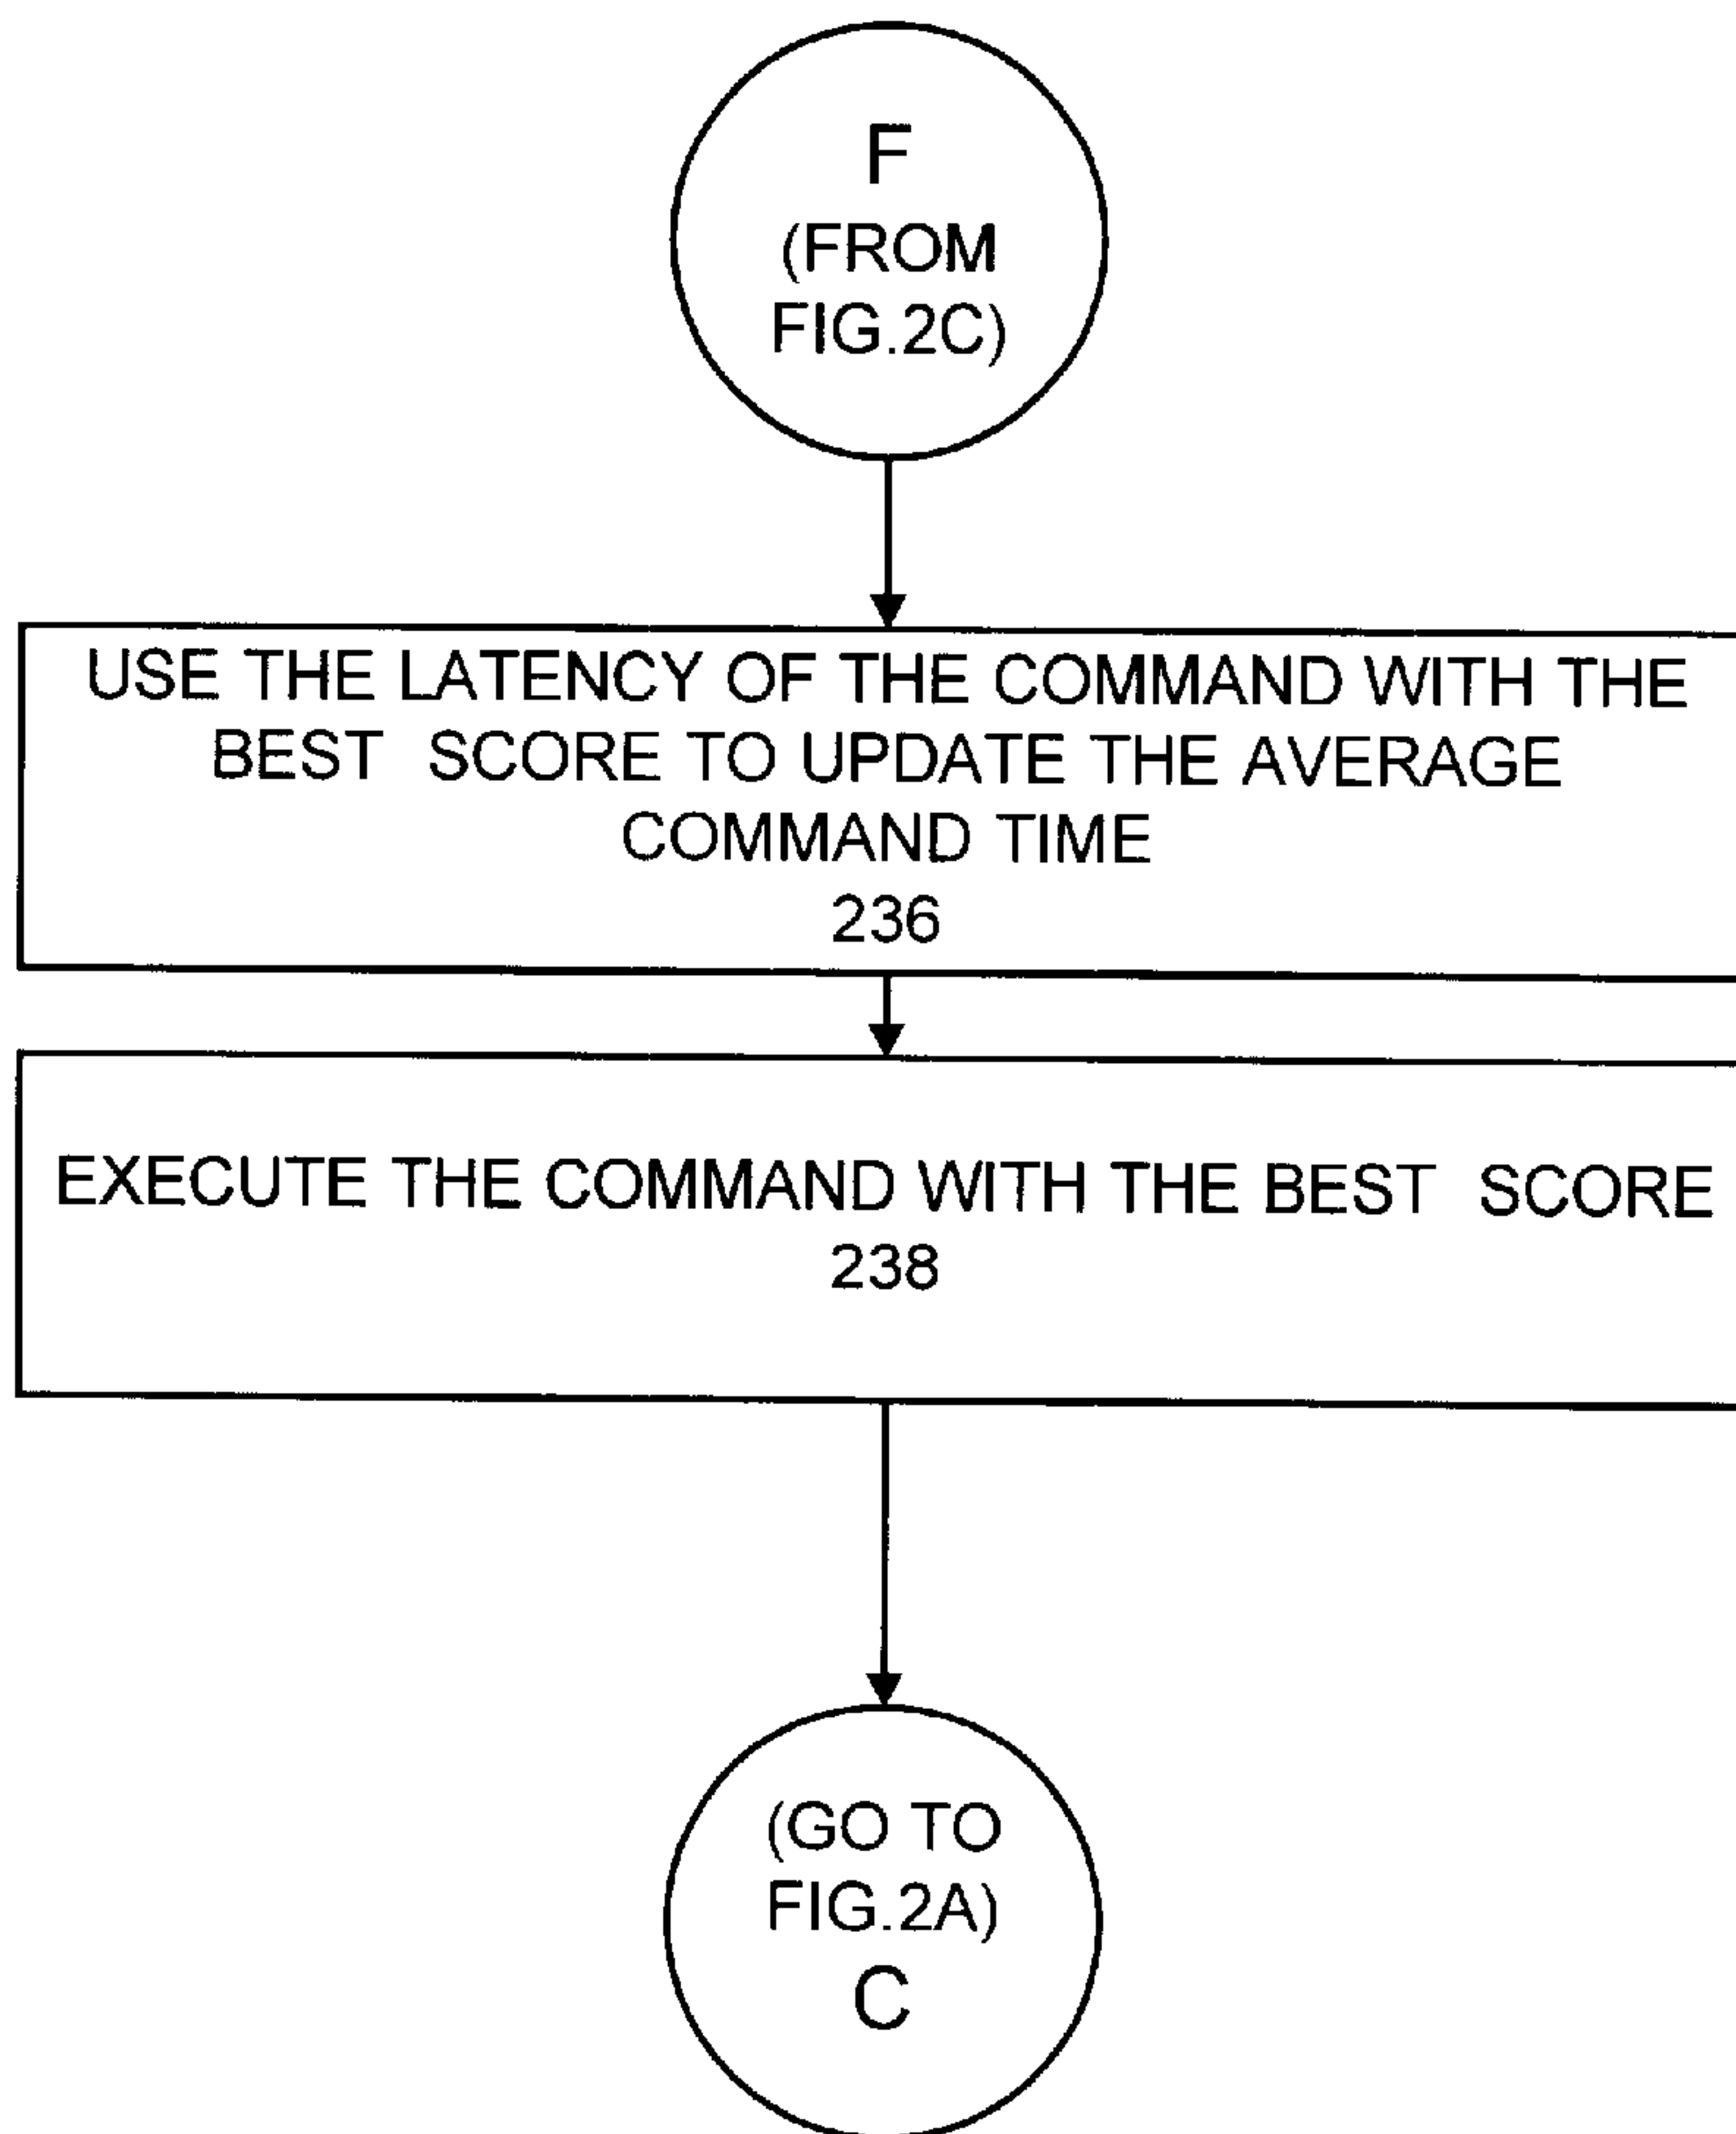 F
(FROM
FIG.2C)
USE THE LATENCY OF THE COMMAND WITH THE
BEST SCORE TO UPDATE THE AVERAGE
COMMAND TIME
236
EXECUTE THE COMMAND WITH THE BEST SCORE
238
(GO TO
FIG.2A)
C